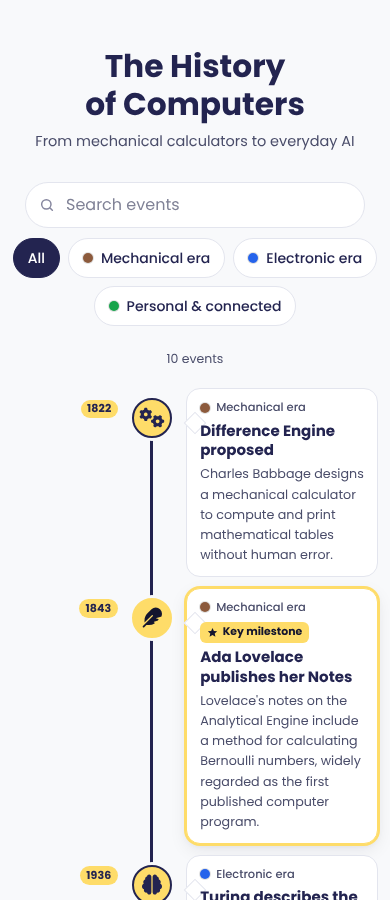 The History
of Computers
From mechanical calculators to everyday AI
Search events
All
Mechanical era
Electronic era
Personal & connected
10 events
1822
Mechanical era
Difference Engine
proposed
Charles Babbage designs
a mechanical calculator
to compute and print
mathematical tables
without human error.
1843
Mechanical era
Key milestone
Ada Lovelace
publishes her Notes
Lovelace's notes on the
Analytical Engine include
a method for calculating
Bernoulli numbers, widely
regarded as the first
published computer
program.
1936
Electronic era
Turing describes the